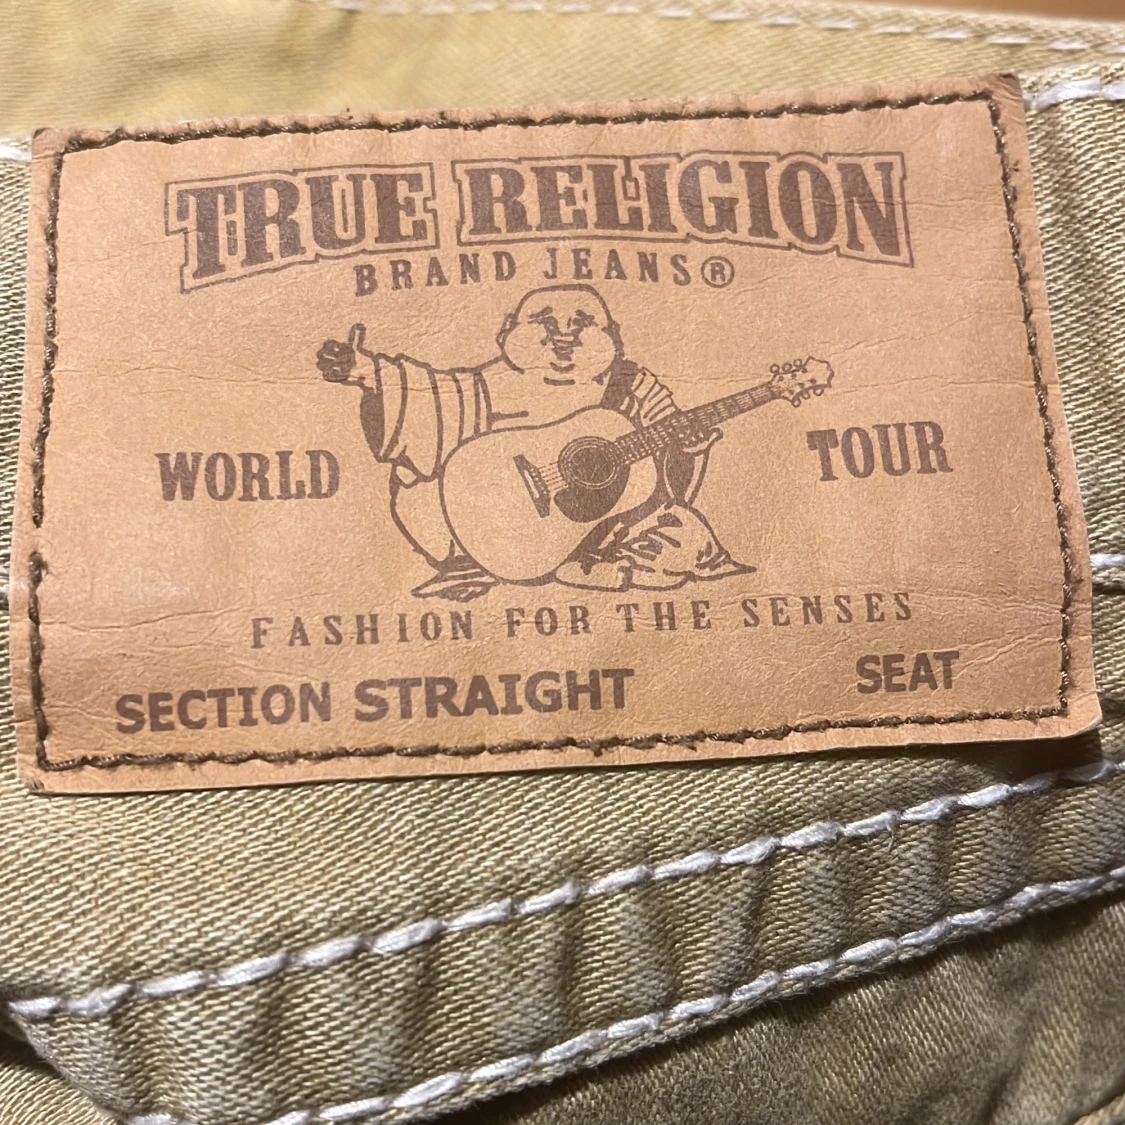 TRUE RELIGION
BRAND JEANS®
WORLD TOUR
FASHION FOR THE SENSES
SECTION STRAIGHT SEAT